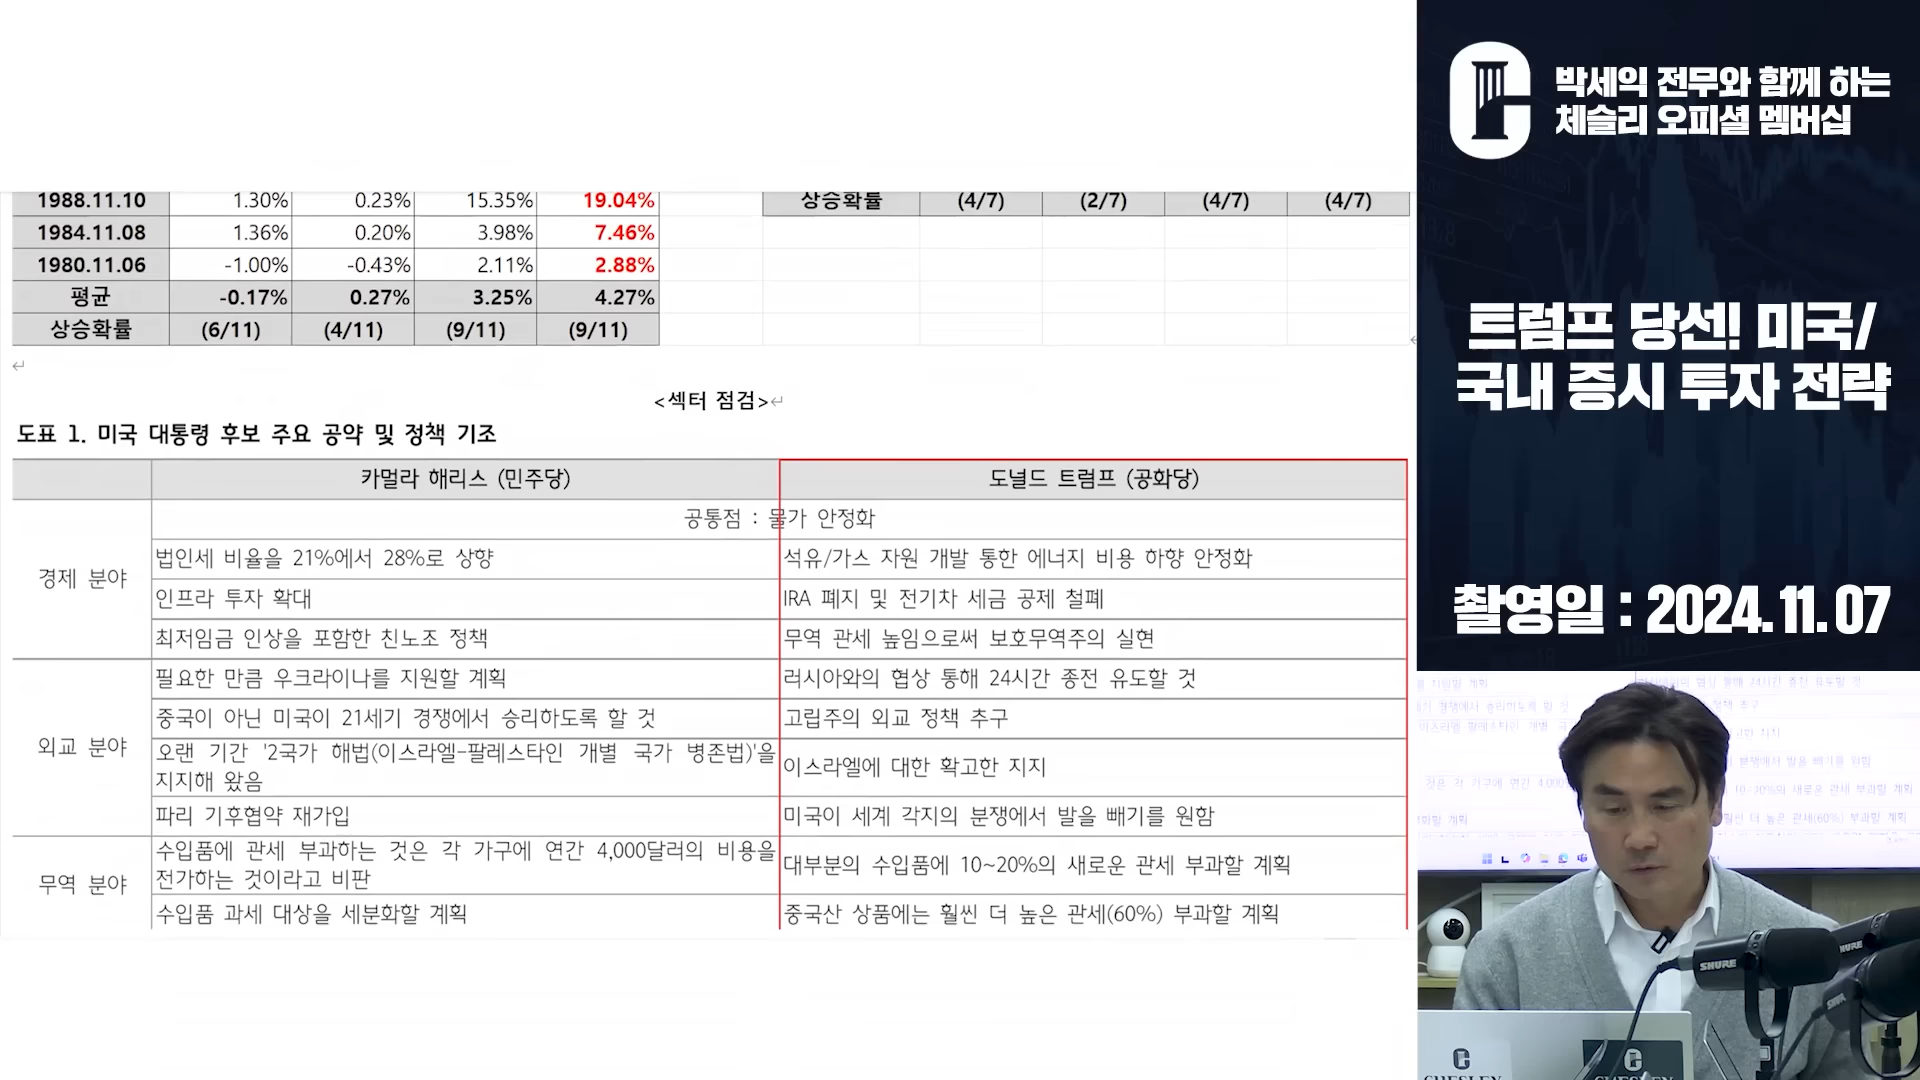 1988.11.10 1.30% 0.23% 15.35% 19.04%
1984.11.08 1.36% 0.20% 3.98% 7.46%
1980.11.06 -1.00% -0.43% 2.11% 2.88%
평균 -0.17% 0.27% 3.25% 4.27%
상승확률 (6/11) (4/11) (9/11) (9/11)
상승확률 (4/7) (2/7) (4/7) (4/7)
<섹터 점검>
도표 1. 미국 대통령 후보 주요 공약 및 정책 기조
카멀라 해리스 (민주당) 도널드 트럼프 (공화당)
공통점 : 물가 안정화
경제 분야
법인세 비율을 21%에서 28%로 상향 석유/가스 자원 개발 통한 에너지 비용 하향 안정화
인프라 투자 확대 IRA 폐지 및 전기차 세금 공제 철폐
최저임금 인상을 포함한 친노조 정책 무역 관세 높임으로써 보호무역주의 실현
외교 분야
필요한 만큼 우크라이나를 지원할 계획 러시아와의 협상 통해 24시간 종전 유도할 것
중국이 아닌 미국이 21세기 경쟁에서 승리하도록 할 것 고립주의 외교 정책 추구
오랜 기간 '2국가 해법(이스라엘-팔레스타인 개별 국가 병존법)'을
지지해 왔음
이스라엘에 대한 확고한 지지
파리 기후협약 재가입 미국이 세계 각지의 분쟁에서 발을 빼기를 원함
무역 분야
수입품에 관세 부과하는 것은 각 가구에 연간 4,000달러의 비용을
전가하는 것이라고 비판
대부분의 수입품에 10~20%의 새로운 관세 부과할 계획
수입품 과세 대상을 세분화할 계획 중국산 상품에는 훨씬 더 높은 관세(60%) 부과할 계획
박세익 전무와 함께 하는
체슬리 오피셜 멤버십
트럼프 당선! 미국/
국내 증시 투자 전략
촬영일 : 2024.11.07
SHURE
SHURE
CHESLEY
CHESLEY